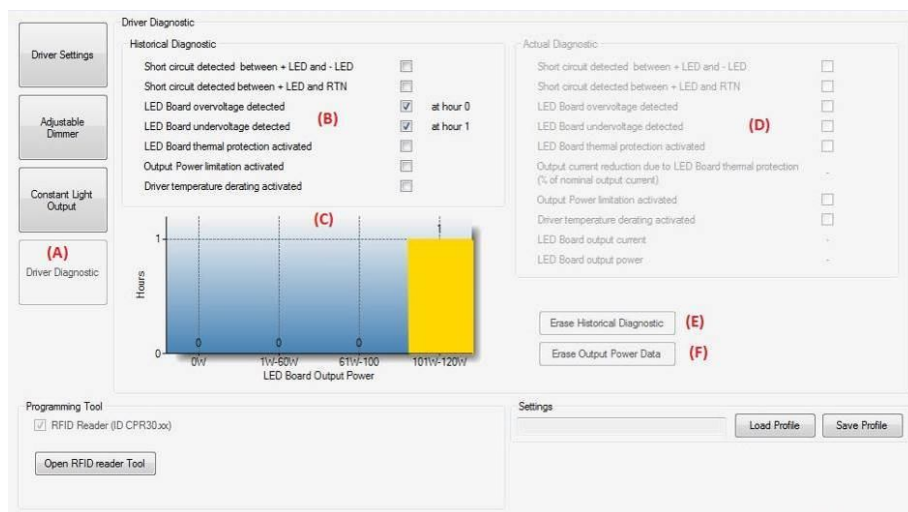 Driver Settings
Adjustable
Dimmer
Constant Light
Output
(A)
Driver Diagnostic
Driver Diagnostic
Historical Diagnostic
Short circuit detected between + LED and - LED
Short circuit detected between + LED and RTN
LED Board overvoltage detected
at hour 0
(B)
LED Board undervoltage detected
at hour 1
LED Board thermal protection activated
Output Power limitation activated
Driver temperature derating activated
(C)
1
1
Hours
0
0 0 0
0W 1W-60W 61W-100 101W-120W
LED Board Output Power
Actual Diagnostic
Short circuit detected between + LED and - LED
Short circuit detected between + LED and RTN
LED Board overvoltage detected
LED Board undervoltage detected
(D)
LED Board thermal protection activated
Output current reduction due to LED Board thermal protection
(% of nominal output current)
-
Output Power limitation activated
Driver temperature derating activated
LED Board output current
-
LED Board output power
-
Erase Historical Diagnostic
(E)
Erase Output Power Data
(F)
Programming Tool
RFID Reader (ID CPR30.xx)
Open RFID reader Tool
Settings
Load Profile
Save Profile